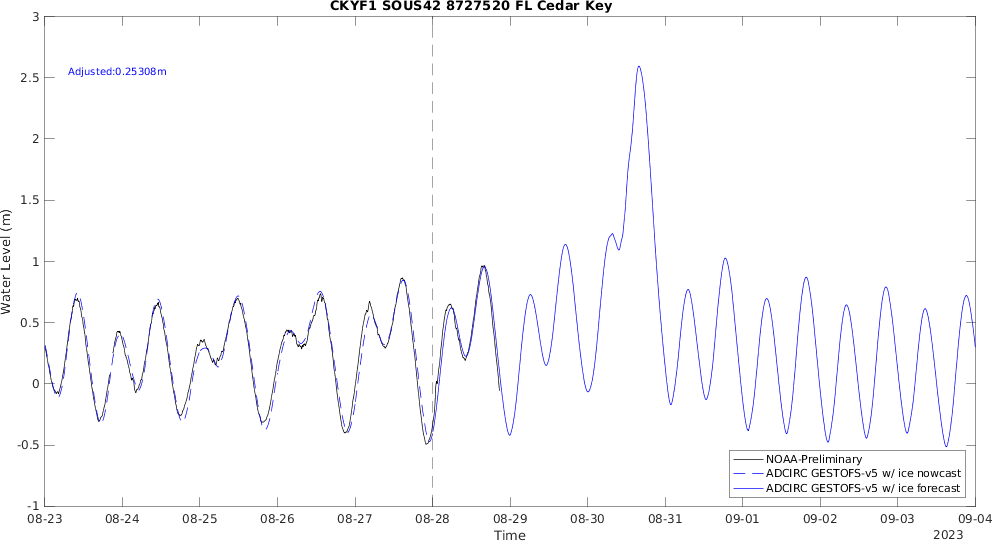 CKYF1 SOUS42 8727520 FL Cedar Key
Adjusted:0.25308m
Water Level (m)
3
2.5
2
1.5
1
0.5
0
-0.5
-1
NOAA-Preliminary
ADCIRC GESTOFS-v5 w/ ice nowcast
ADCIRC GESTOFS-v5 w/ ice forecast
08-23 08-24 08-25 08-26 08-27 08-28 08-29 08-30 08-31 09-01 09-02 09-03 09-04
Time
2023